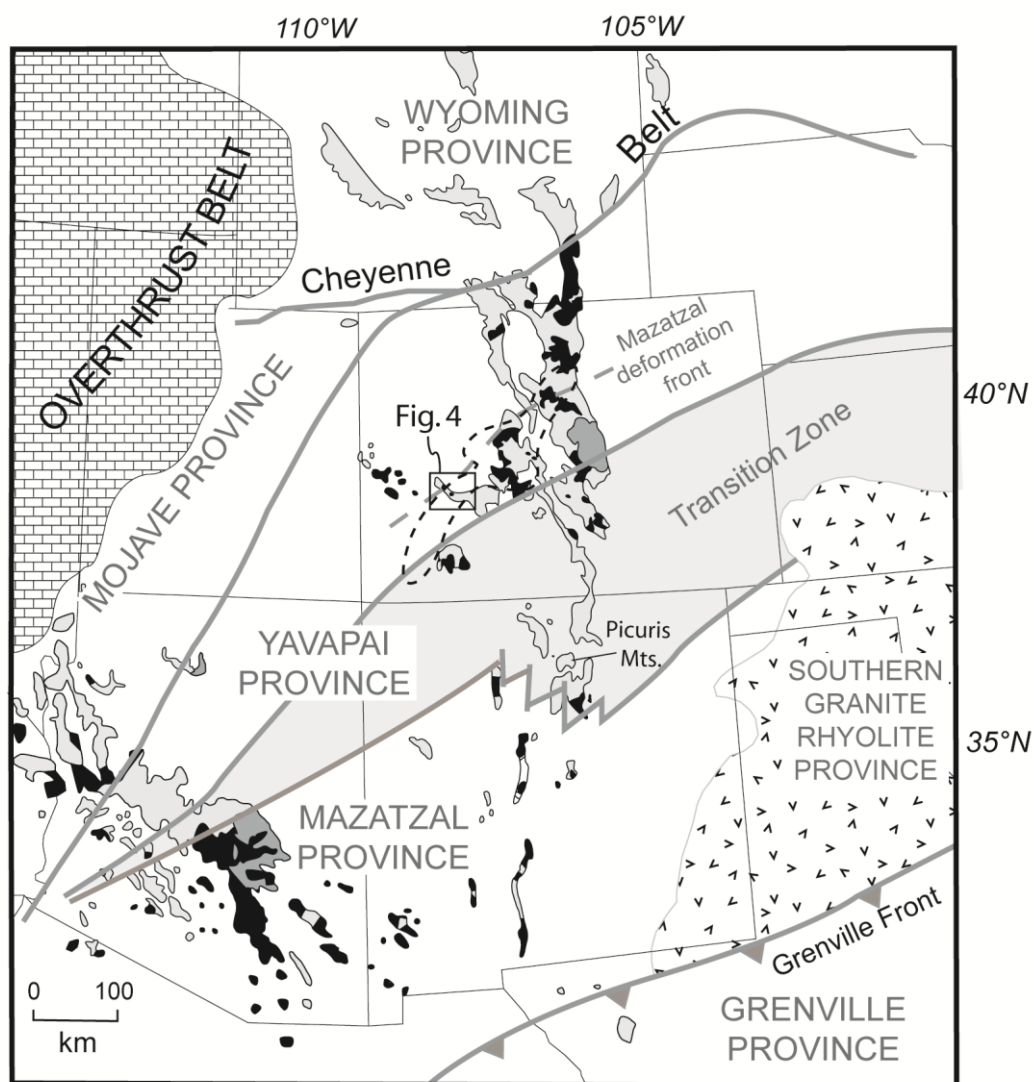 110°W
105°W
WYOMING
PROVINCE
Belt
OVERTHRUST BELT
Cheyenne
Mazatzal
deformation
front
40°N
MOJAVE PROVINCE
Fig. 4
Transition Zone
YAVAPAI
PROVINCE
Picuris
Mts.
SOUTHERN
GRANITE
RHYOLITE
PROVINCE
35°N
MAZATZAL
PROVINCE
Grenville Front
0 100
km
GRENVILLE
PROVINCE